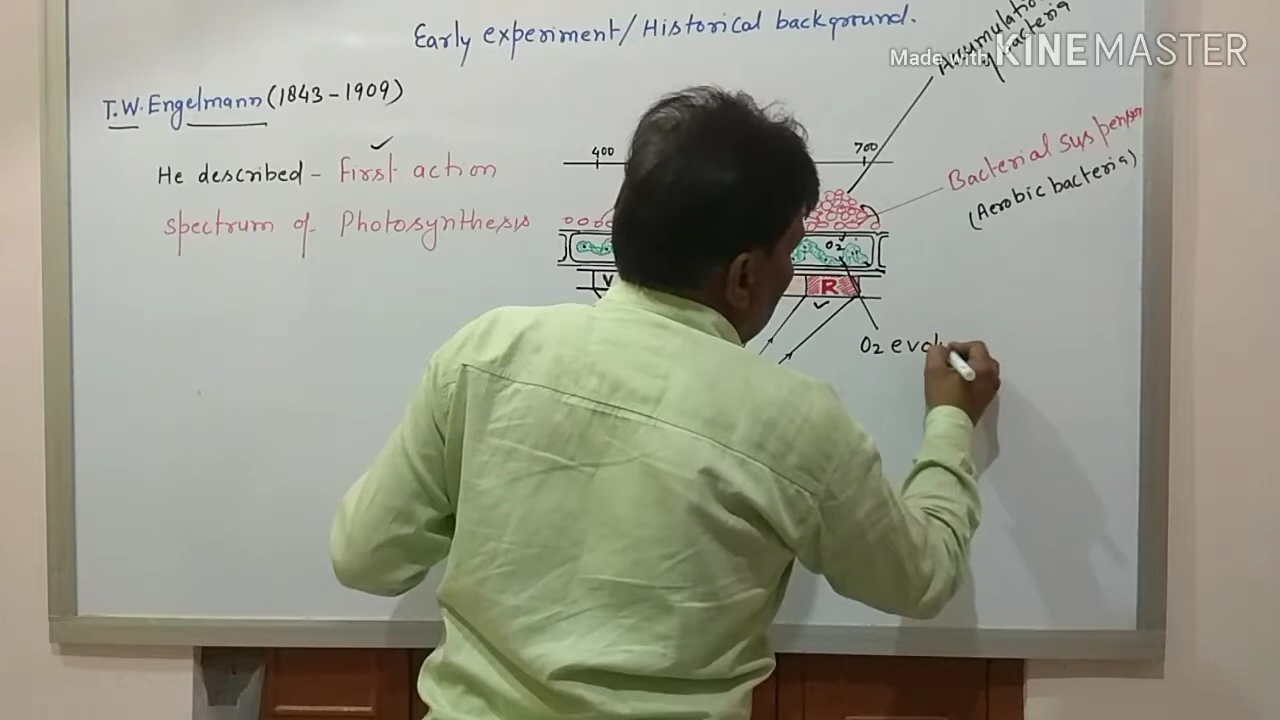 Early experiment/Historical background.
Made with KINEMASTER
Accumulation
of bacteria
T.W. Engelmann (1843-1909)
He described - First action
spectrum of Photosynthesis
400
700
Bacterial suspension
(Aerobic bacteria)
O2
V
R
O2 evol